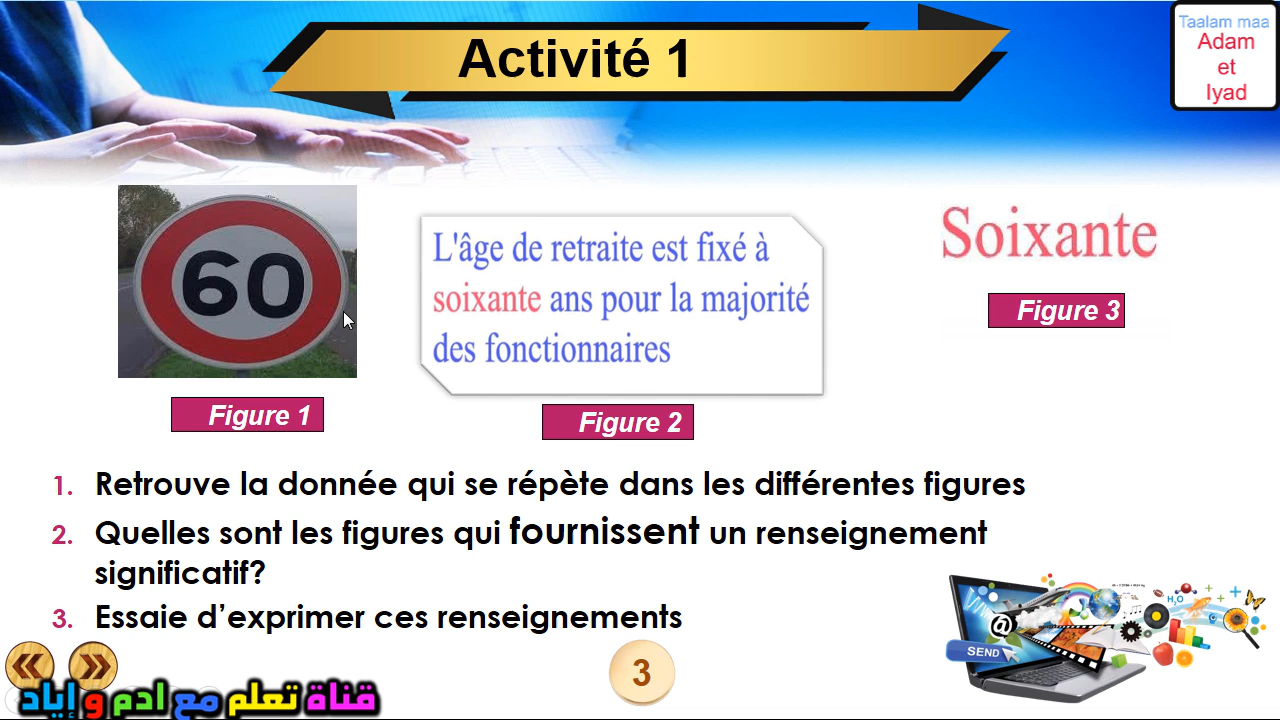 Activité 1
Taalam maa
Adam
et
Iyad
60
Figure 1
L'âge de retraite est fixé à
soixante ans pour la majorité
des fonctionnaires
Figure 2
Soixante
Figure 3
1. Retrouve la donnée qui se répète dans les différentes figures
2. Quelles sont les figures qui fournissent un renseignement
significatif?
3. Essaie d’exprimer ces renseignements
@
SEND
H₂O
3
قناة تعلم مع ادم و إياد